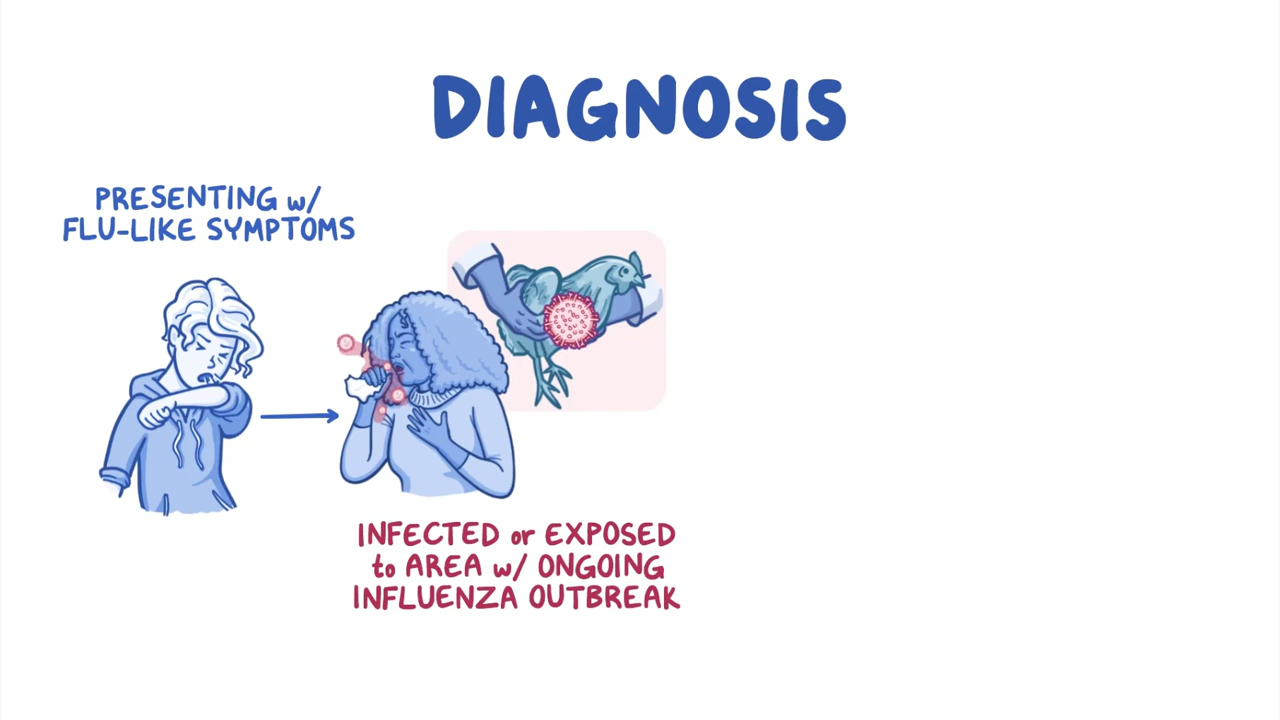 DIAGNOSIS
PRESENTING w/
FLU-LIKE SYMPTOMS
INFECTED or EXPOSED
to AREA w/ ONGOING
INFLUENZA OUTBREAK